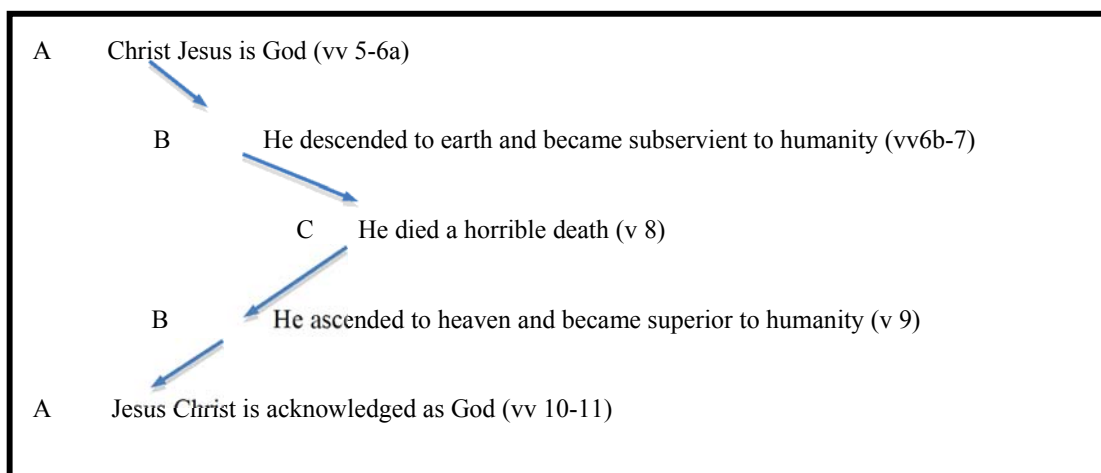 A Christ Jesus is God (vv 5-6a)
B He descended to earth and became subservient to humanity (vv6b-7)
C He died a horrible death (v 8)
B He ascended to heaven and became superior to humanity (v 9)
A Jesus Christ is acknowledged as God (vv 10-11)